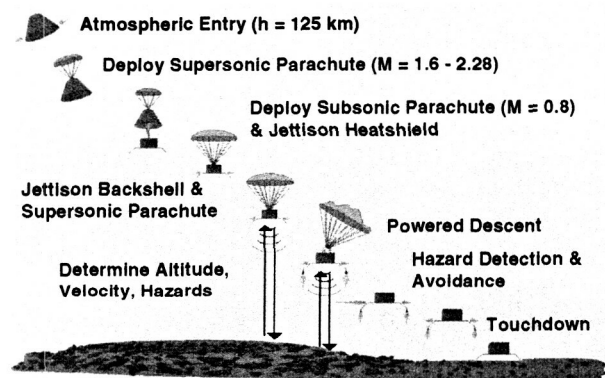 Atmospheric Entry (h = 125 km)
Deploy Supersonic Parachute (M = 1.6 - 2.28)
Deploy Subsonic Parachute (M = 0.8)
& Jettison Heatshield
Jettison Backshell &
Supersonic Parachute
Powered Descent
Determine Altitude,
Velocity, Hazards
Hazard Detection &
Avoidance
Touchdown